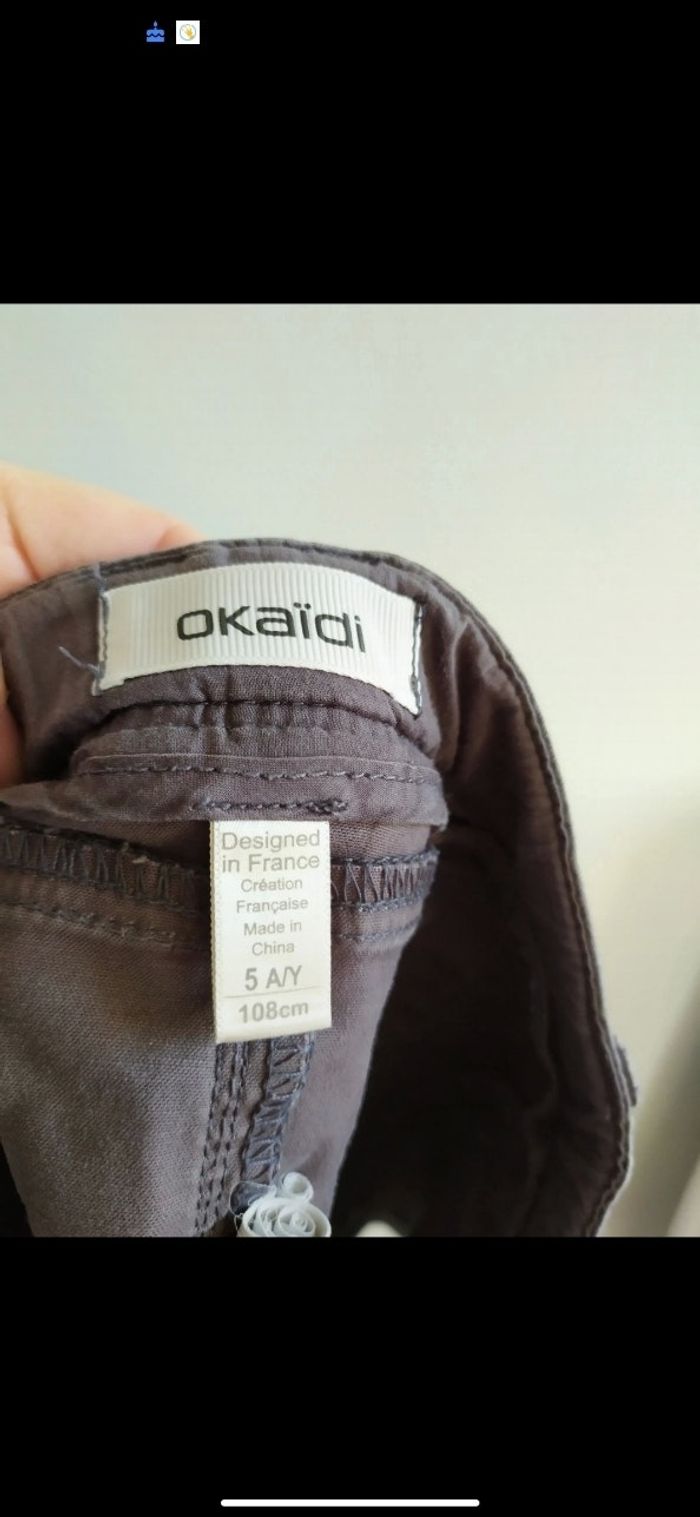 okaïdi
Designed
in France
Création
Française
Made in
China
5 A/Y
108cm